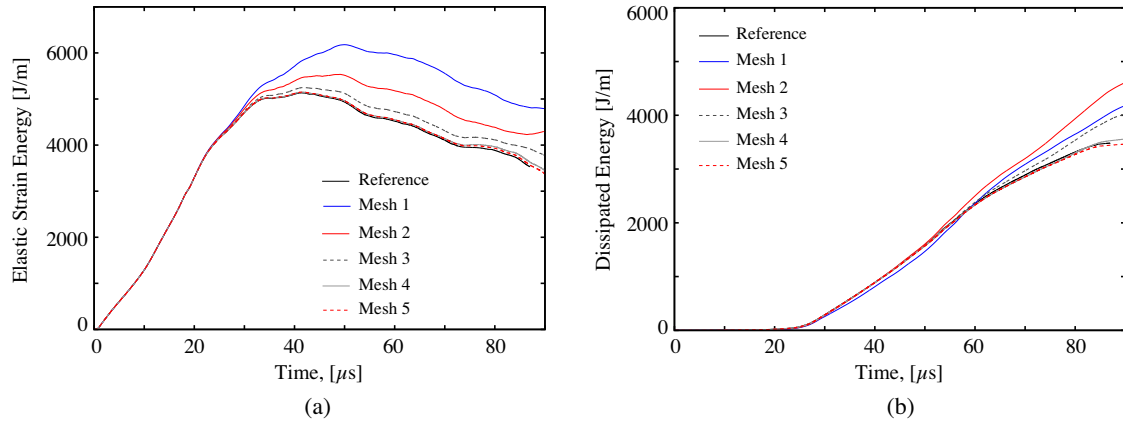 Elastic Strain Energy [J/m]
6000
4000
2000
0
Reference
Mesh 1
Mesh 2
Mesh 3
Mesh 4
Mesh 5
0 20 40 60 80
Time, [µs]
(a)
Dissipated Energy [J/m]
6000
4000
2000
0
Reference
Mesh 1
Mesh 2
Mesh 3
Mesh 4
Mesh 5
0 20 40 60 80
Time, [µs]
(b)